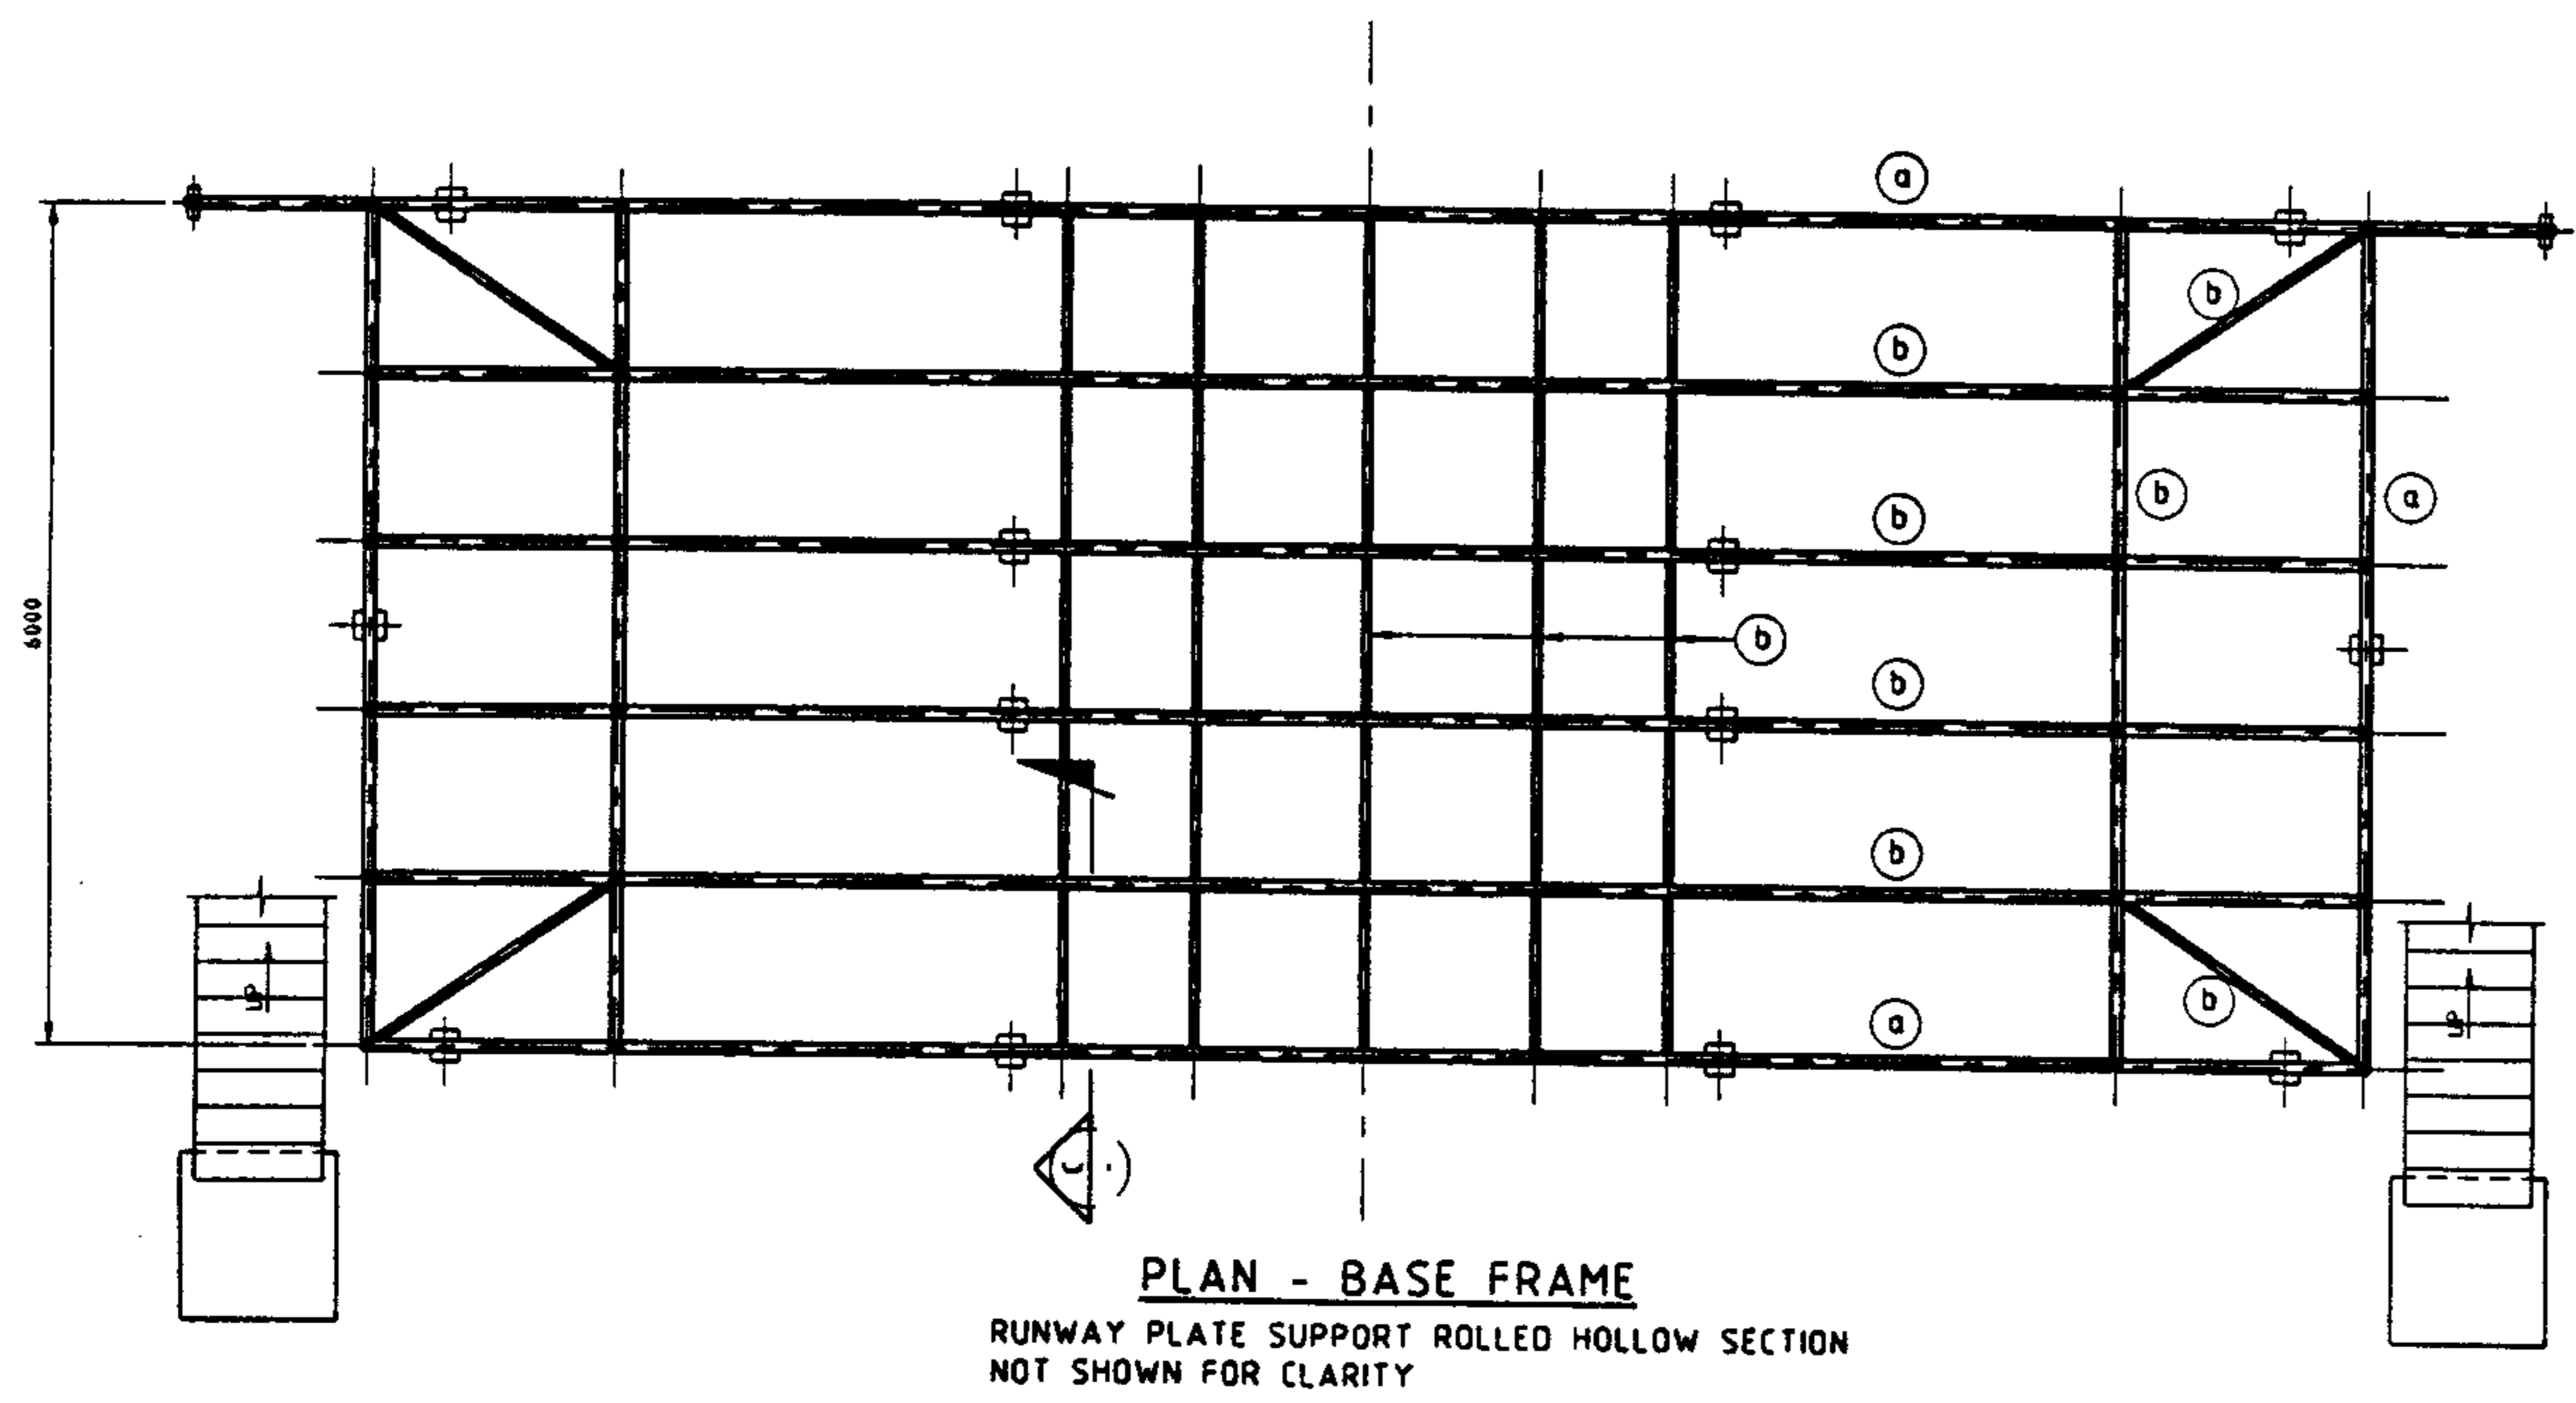 a
b
b
b
b
a
6000
b
b
b
UP
b
a
UP
C
PLAN - BASE FRAME
RUNWAY PLATE SUPPORT ROLLED HOLLOW SECTION
NOT SHOWN FOR CLARITY